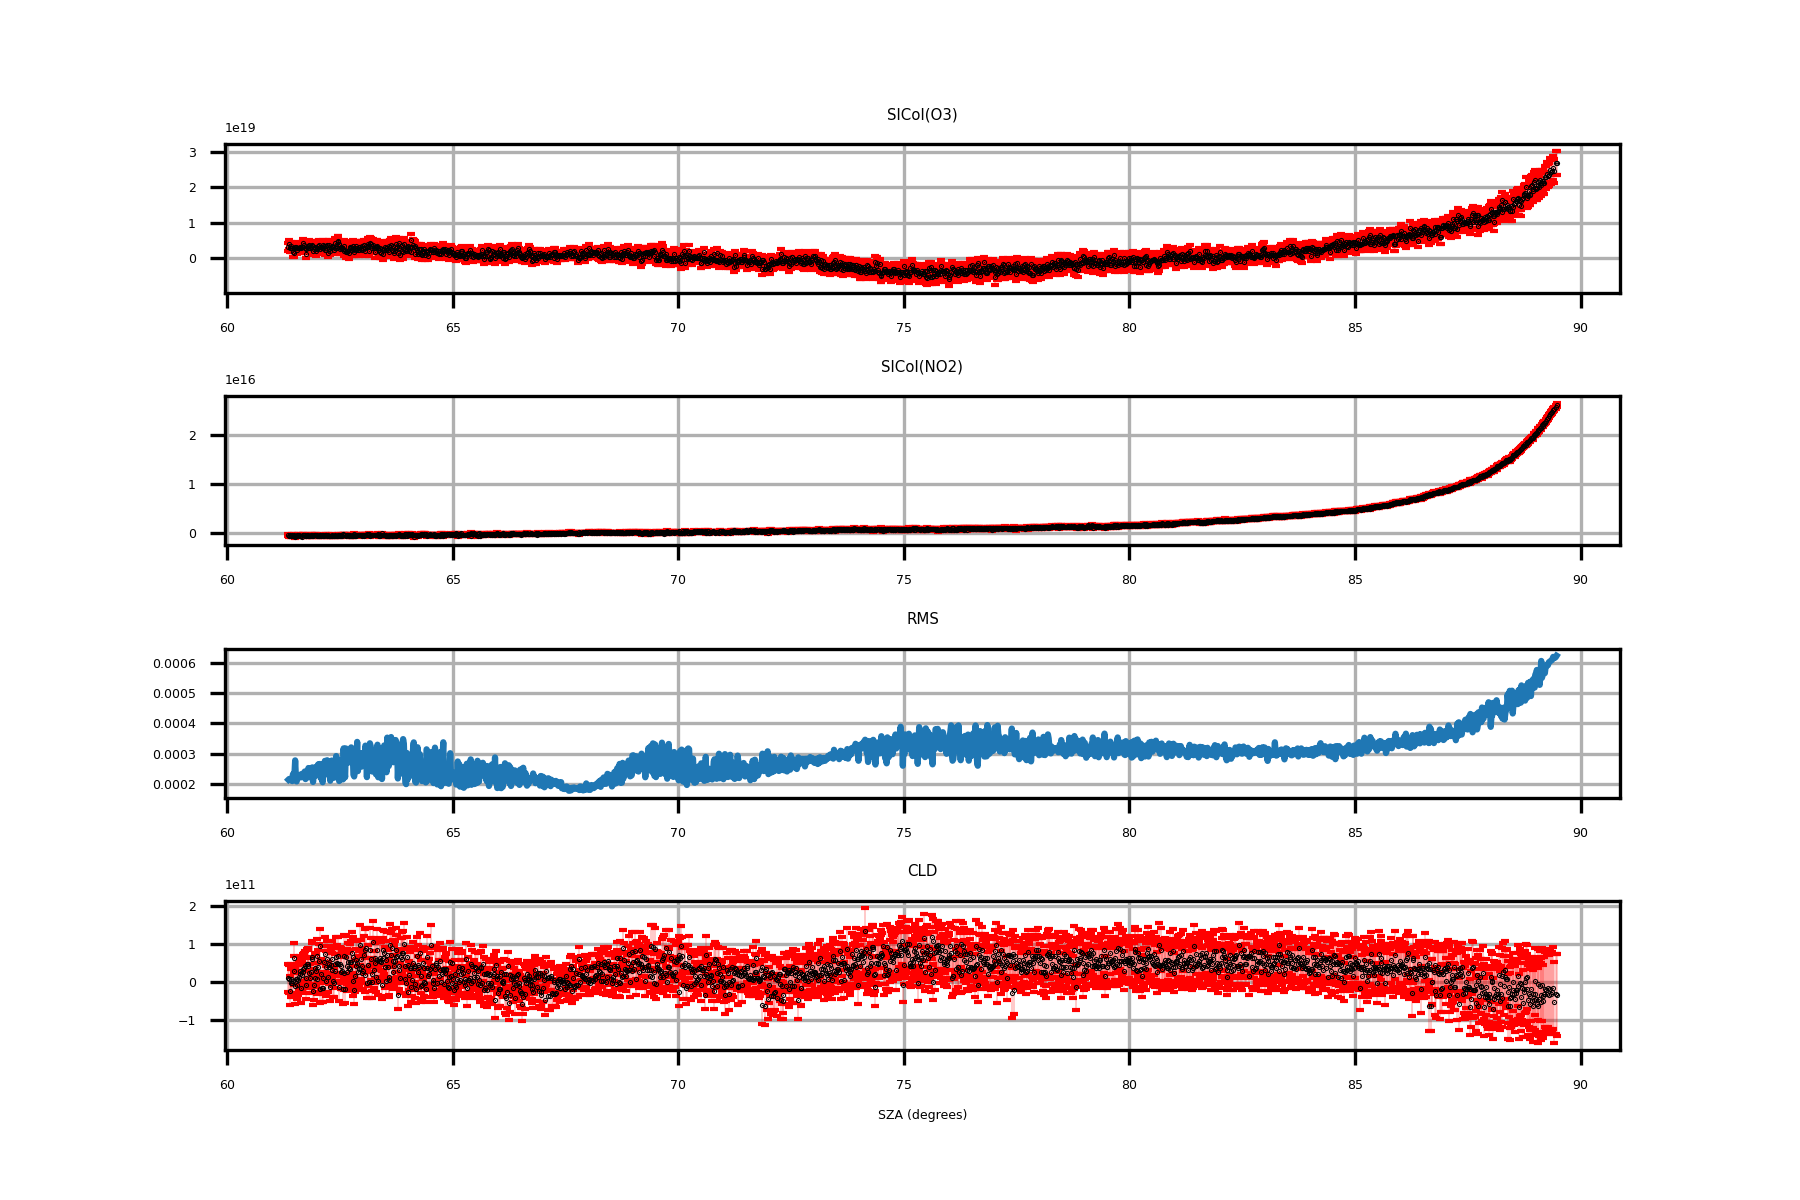 SlCol(O3)
1e19
3
2
1
0
60 65 70 75 80 85 90
SlCol(NO2)
1e16
2
1
0
60 65 70 75 80 85 90
RMS
0.0006
0.0005
0.0004
0.0003
0.0002
60 65 70 75 80 85 90
CLD
1e11
2
1
0
−1
60 65 70 75 80 85 90
SZA (degrees)